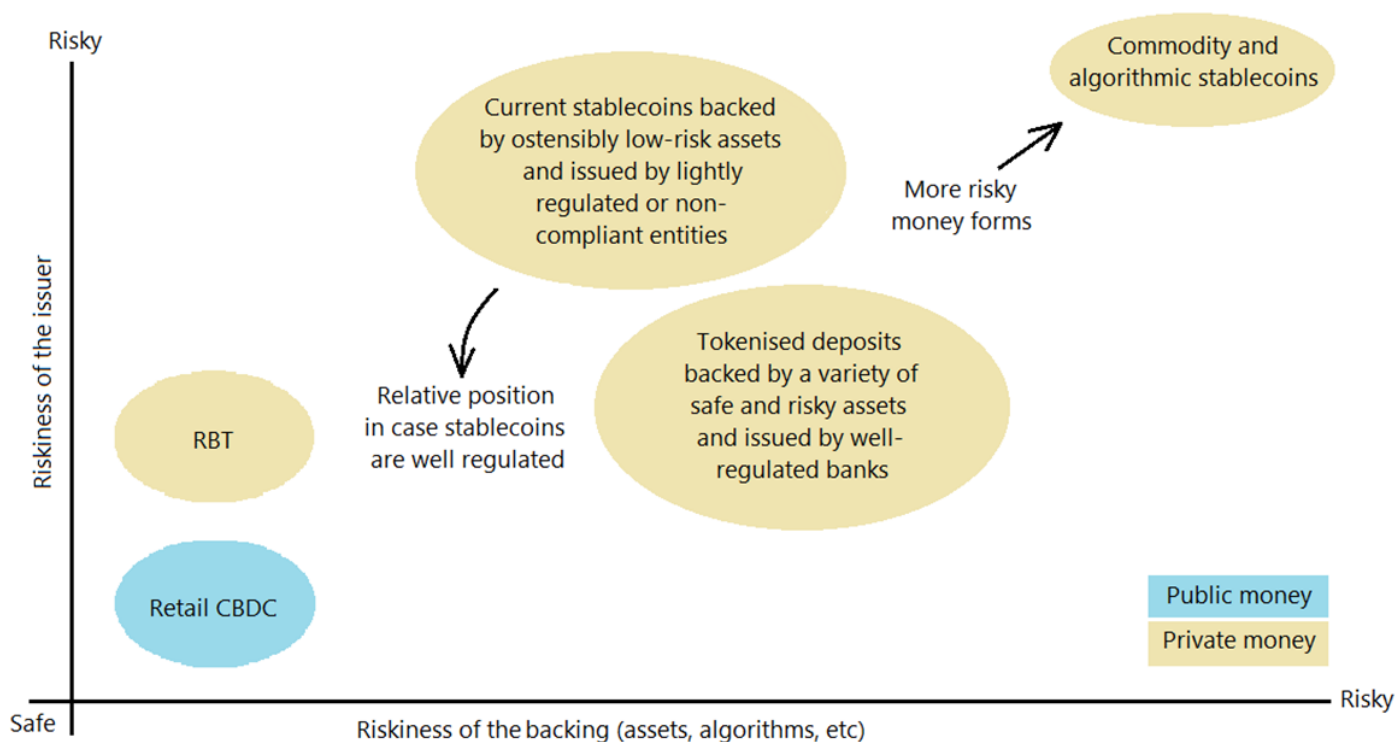 Risky
Commodity and
algorithmic stablecoins
Current stablecoins backed
by ostensibly low-risk assets
and issued by lightly
regulated or non-
compliant entities
More risky
money forms
Riskiness of the issuer
Tokenised deposits
backed by a variety of
safe and risky assets
and issued by well-
regulated banks
Relative position
in case stablecoins
are well regulated
RBT
Retail CBDC
Public money
Private money
Safe
Riskiness of the backing (assets, algorithms, etc)
Risky